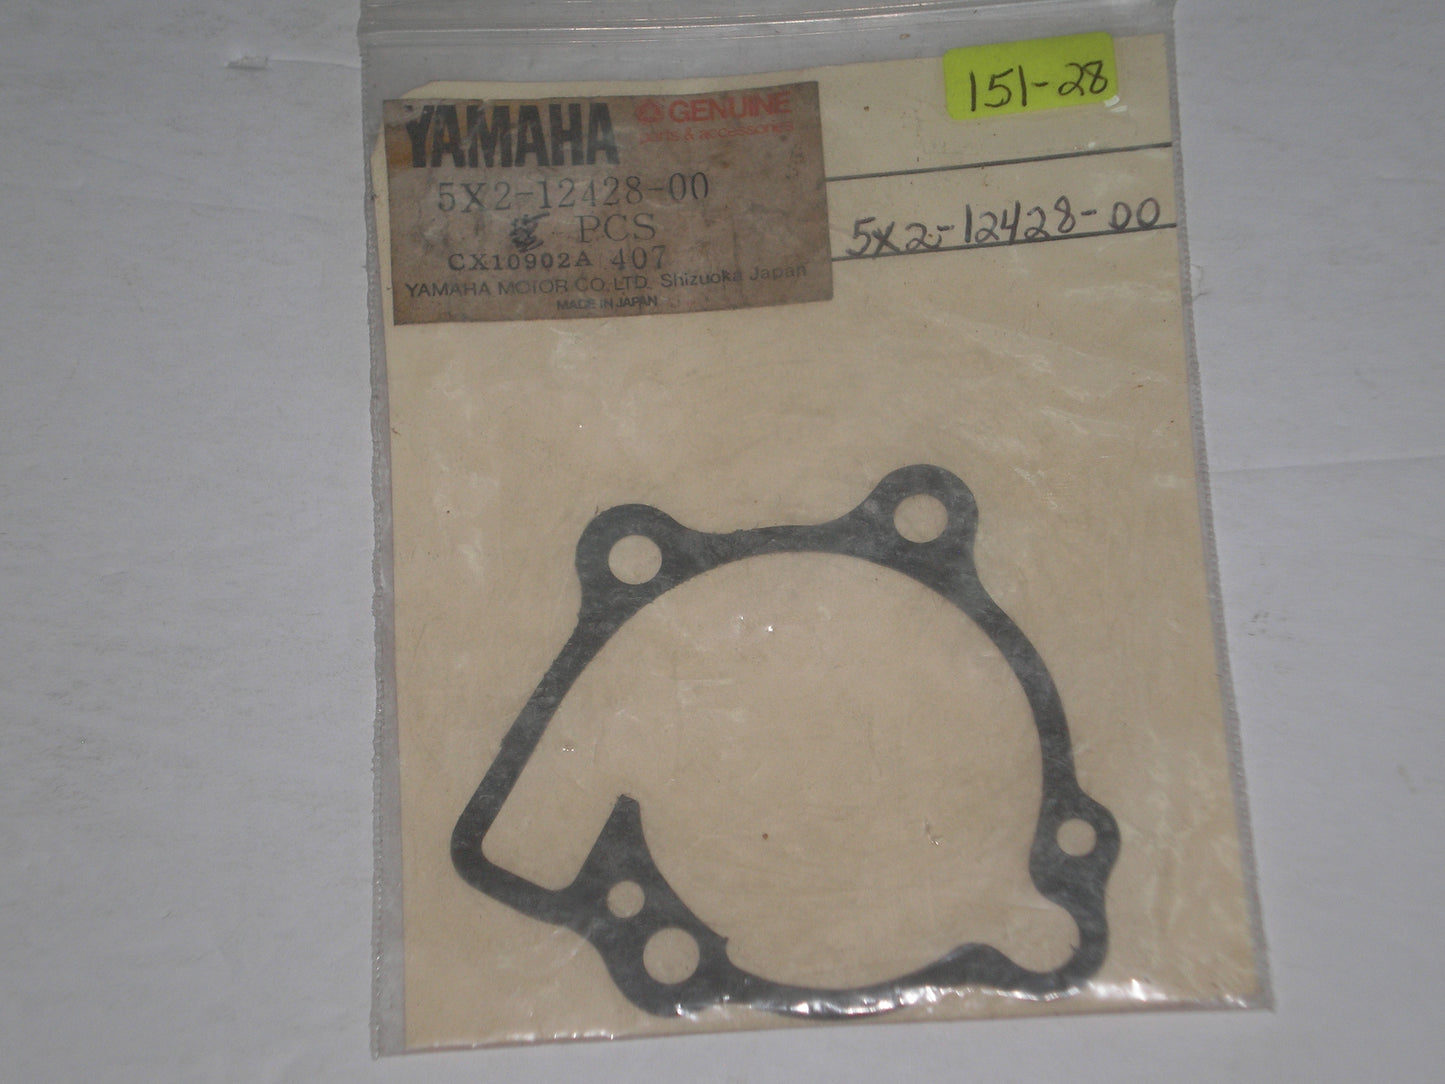 151-28
YAMAHA GENUINE
parts & accessories
5X2-12428-00
PCS
CX10902A 407
YAMAHA MOTOR CO., LTD. Shizuoka Japan
MADE IN JAPAN
5X2-12428-00